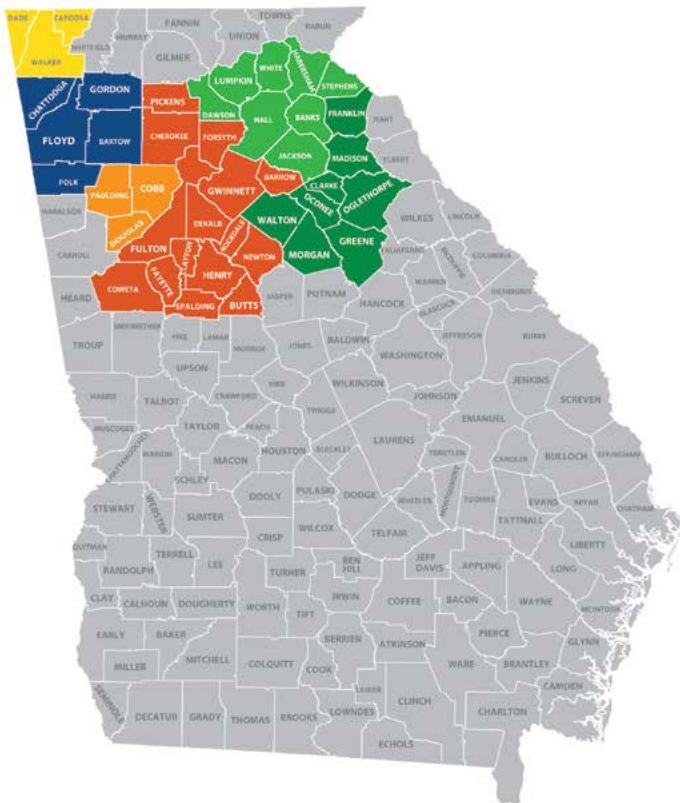 DADE
CATOOSA
WALKER
WHITFIELD
MURRAY
FANNIN
GILMER
UNION
TOWNS
RABUN
CHATTOOGA
GORDON
PICKENS
LUMPKIN
WHITE
HABERSHAM
STEPHENS
DAWSON
HALL
BANKS
FRANKLIN
HART
FLOYD
BARTOW
CHEROKEE
FORSYTH
JACKSON
MADISON
ELBERT
POLK
PAULDING
COBB
GWINNETT
BARROW
CLARKE
OCONEE
OGLETHORPE
HARALSON
DOUGLAS
FULTON
DEKALB
ROCKDALE
WALTON
MORGAN
GREENE
WILKES
LINCOLN
CARROLL
CLAYTON
NEWTON
TALIAFERRO
MCDUFFIE
COLUMBIA
HEARD
COWETA
FAYETTE
HENRY
SPALDING
BUTTS
JASPER
PUTNAM
HANCOCK
WARREN
GLASCOCK
RICHMOND
TROUP
MERIWETHER
PIKE
LAMAR
MONROE
JONES
BALDWIN
WASHINGTON
JEFFERSON
BURKE
UPSON
HARRIS
TALBOT
CRAWFORD
BIBB
TWIGGS
WILKINSON
JOHNSON
JENKINS
SCREVEN
EMANUEL
MUSCOGEE
CHATTAHOOCHEE
MARION
TAYLOR
PEACH
MACON
HOUSTON
BLECKLEY
LAURENS
TREUTLEN
CANDLER
BULLOCH
EFFINGHAM
STEWART
WEBSTER
SCHLEY
SUMTER
DOOLY
PULASKI
DODGE
WHEELER
MONTGOMERY
TOOMBS
EVANS
BRYAN
CHATHAM
TATTNALL
QUITMAN
RANDOLPH
TERRELL
LEE
CRISP
WILCOX
TELFAIR
LIBERTY
CLAY
CALHOUN
DOUGHERTY
WORTH
TURNER
BEN
HILL
IRWIN
TIFT
JEFF
DAVIS
COFFEE
APPLING
BACON
LONG
WAYNE
MCINTOSH
EARLY
BAKER
MITCHELL
COLQUITT
COOK
BERRIEN
ATKINSON
PIERCE
GLYNN
MILLER
WARE
BRANTLEY
CAMDEN
SEMINOLE
DECATUR
GRADY
THOMAS
BROOKS
LOWNDES
LANIER
CLINCH
ECHOLS
CHARLTON